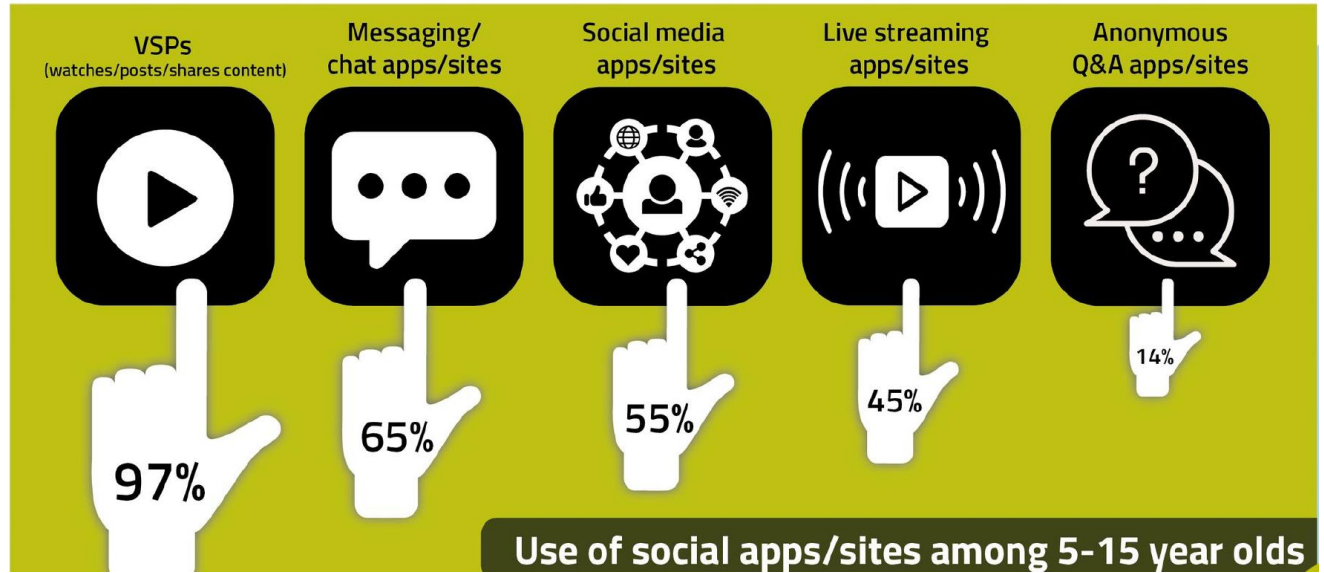 VSPs
(watches/posts/shares content)
Messaging/
chat apps/sites
Social media
apps/sites
Live streaming
apps/sites
Anonymous
Q&A apps/sites
?
97%
65%
55%
45%
14%
Use of social apps/sites among 5-15 year olds